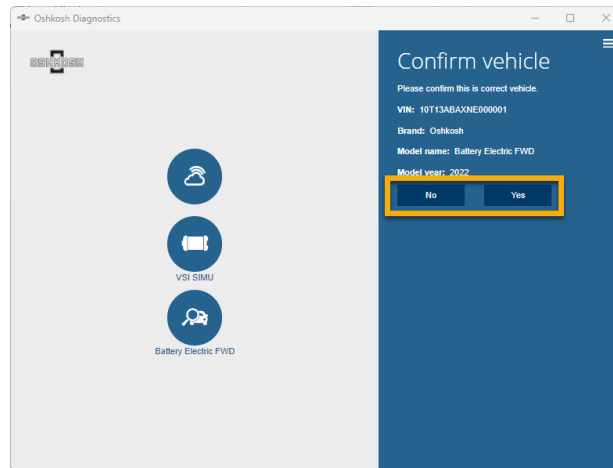 Oshkosh Diagnostics
OSHKOSH
VSI SIMU
Battery Electric FWD
Confirm vehicle
Please confirm this is correct vehicle.
VIN: 10T13ABAXNE000001
Brand: Oshkosh
Model name: Battery Electric FWD
Model year: 2022
No Yes